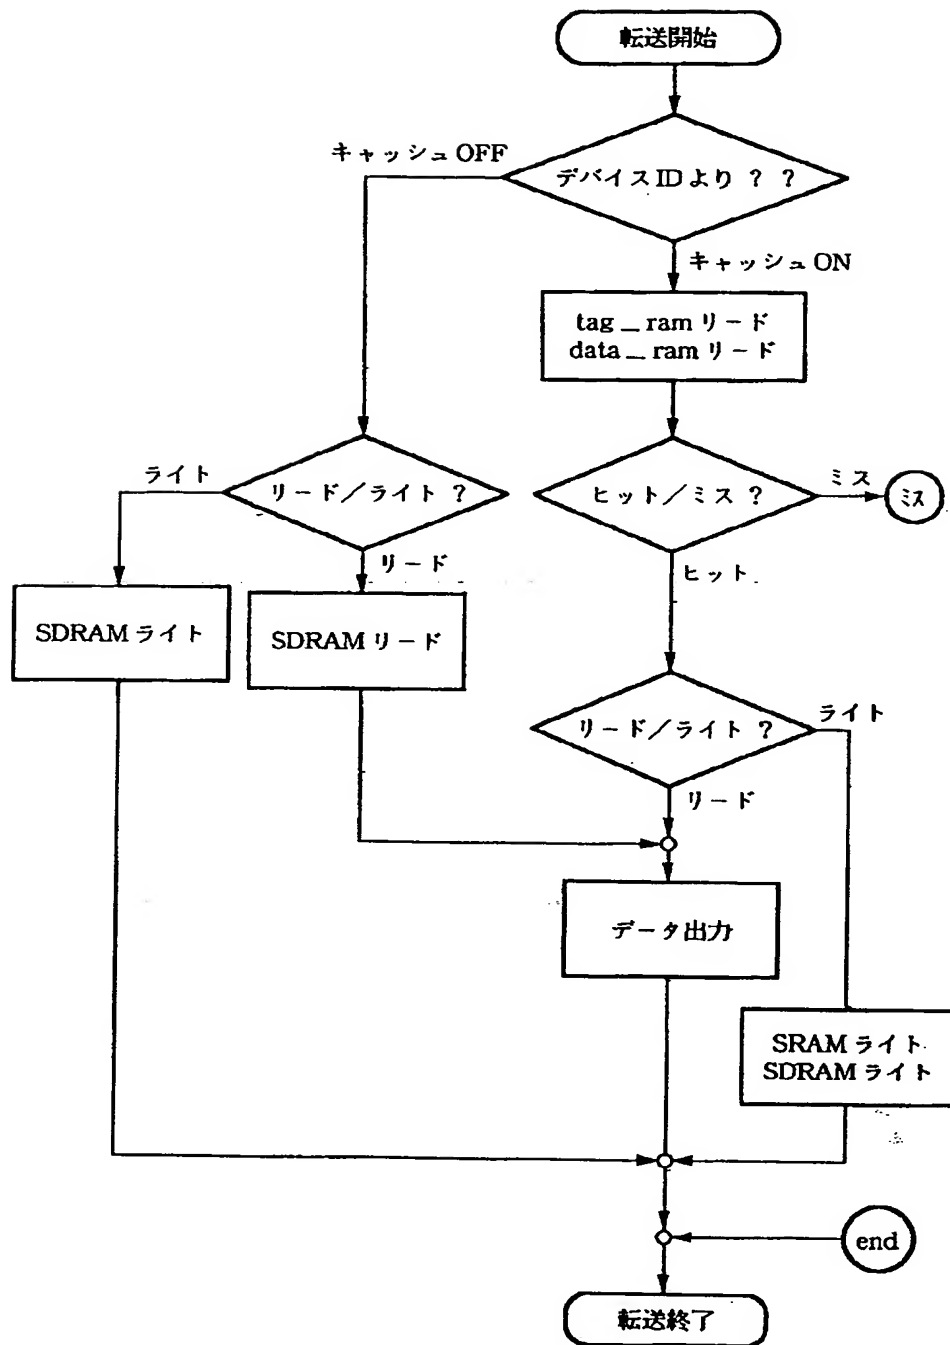 転送開始
キャッシュOFF
デバイスIDより ? ?
キャッシュON
tag_ramリード
data_ramリード
ライト
リード/ライト ?
ヒット/ミス ?
ミス
ミス
リード
ヒット
SDRAMライト
SDRAMリード
リード/ライト ?
ライト
リード
データ出力
SRAMライト
SDRAMライト
end
転送終了